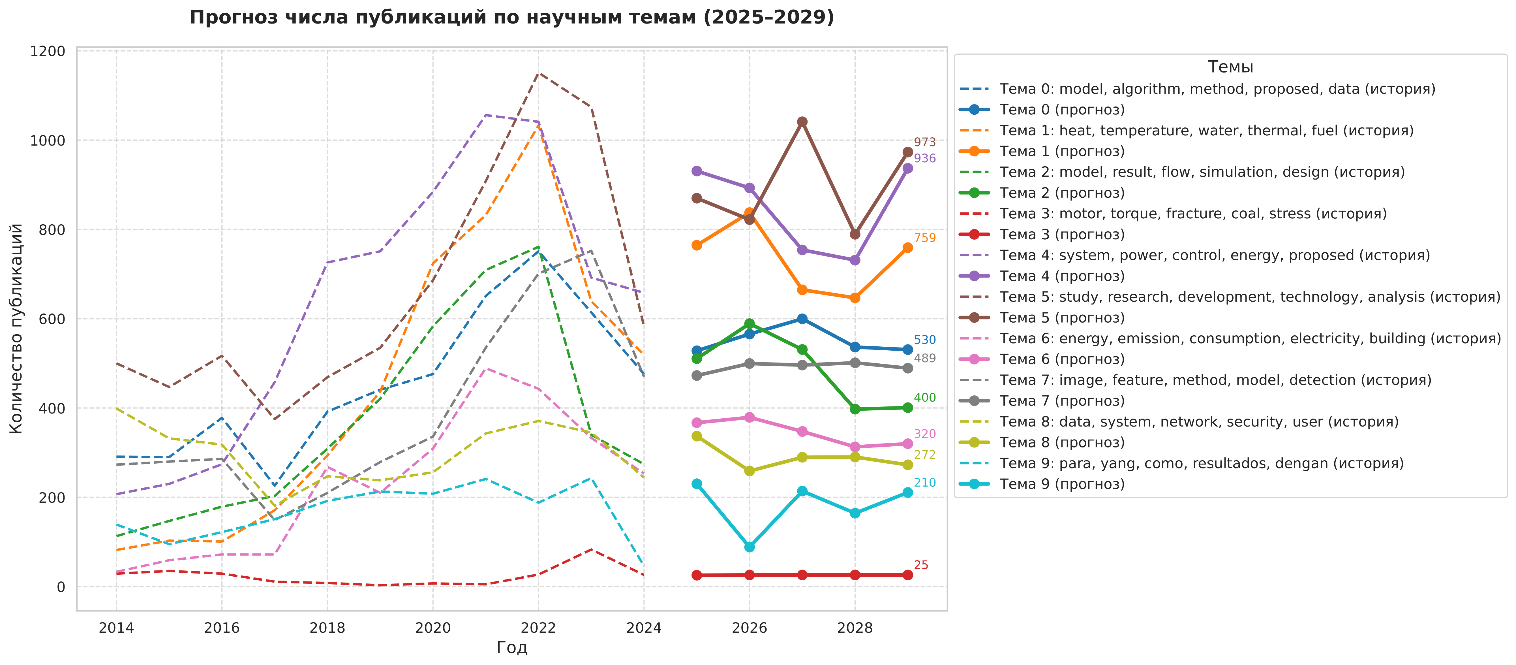 Прогноз числа публикаций по научным темам (2025–2029)
Количество публикаций
1200
1000
800
600
400
200
0
973
936
759
530
489
400
320
272
210
25
2014
2016
2018
2020
2022
2024
2026
2028
Год
Темы
Тема 0: model, algorithm, method, proposed, data (история)
Тема 0 (прогноз)
Тема 1: heat, temperature, water, thermal, fuel (история)
Тема 1 (прогноз)
Тема 2: model, result, flow, simulation, design (история)
Тема 2 (прогноз)
Тема 3: motor, torque, fracture, coal, stress (история)
Тема 3 (прогноз)
Тема 4: system, power, control, energy, proposed (история)
Тема 4 (прогноз)
Тема 5: study, research, development, technology, analysis (история)
Тема 5 (прогноз)
Тема 6: energy, emission, consumption, electricity, building (история)
Тема 6 (прогноз)
Тема 7: image, feature, method, model, detection (история)
Тема 7 (прогноз)
Тема 8: data, system, network, security, user (история)
Тема 8 (прогноз)
Тема 9: para, yang, como, resultados, dengan (история)
Тема 9 (прогноз)